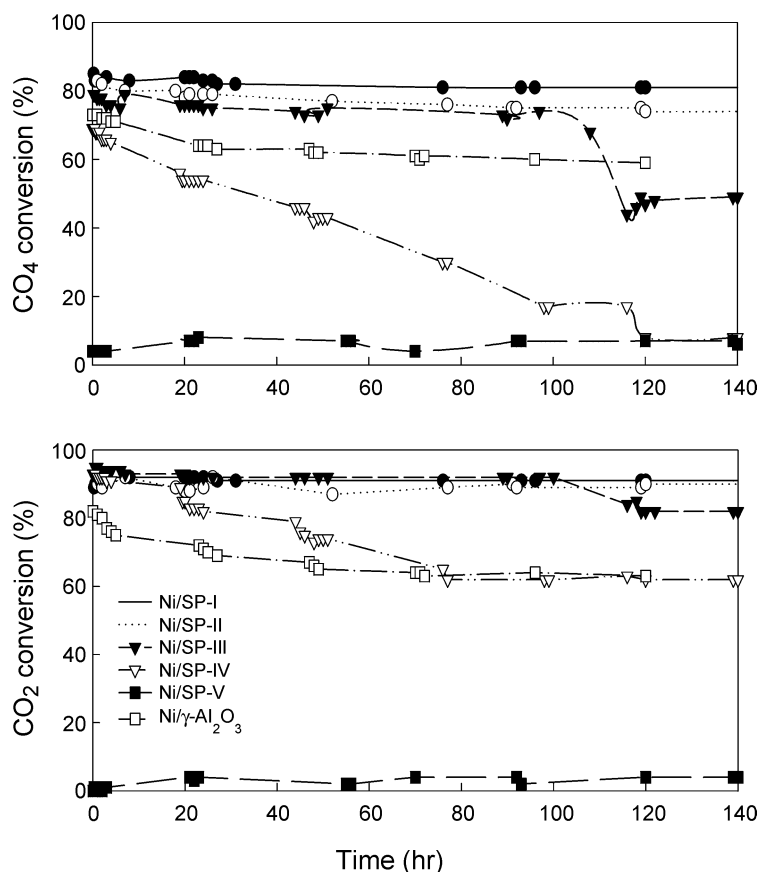 100
80
60
40
20
0
CO4 conversion (%)
0 20 40 60 80 100 120 140
100
80
60
40
20
0
CO2 conversion (%)
Ni/SP-I
Ni/SP-II
Ni/SP-III
Ni/SP-IV
Ni/SP-V
Ni/γ-Al2O3
0 20 40 60 80 100 120 140
Time (hr)